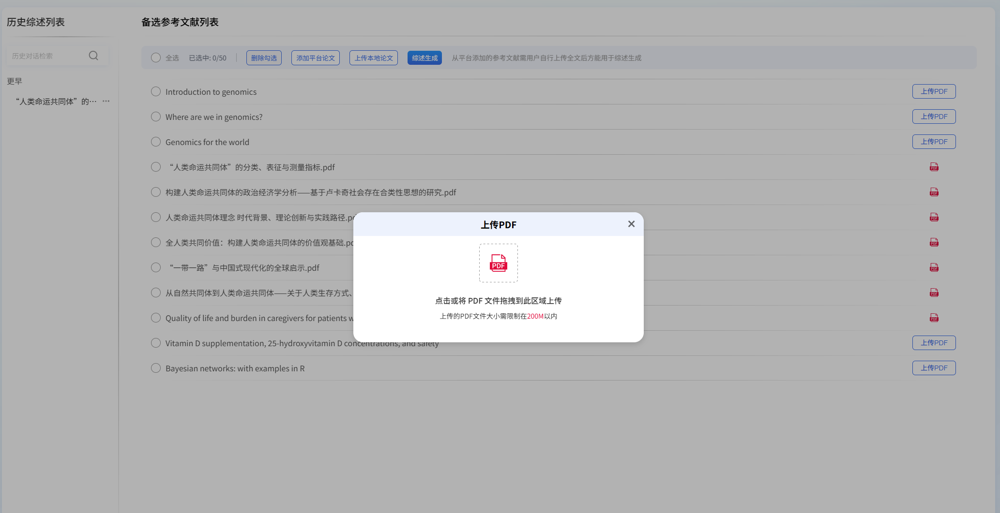 历史综述列表
历史对话检索
更早
“人类命运共同体”的···
备选参考文献列表
全选 已选中: 0/50 删除勾选 添加平台论文 上传本地论文 综述生成 从平台添加的参考文献需用户自行上传全文后方能用于综述生成
Introduction to genomics 上传PDF
Where are we in genomics? 上传PDF
Genomics for the world 上传PDF
“人类命运共同体”的分类、表征与测量指标.pdf PDF
构建人类命运共同体的政治经济学分析——基于卢卡奇社会存在合类性思想的研究.pdf PDF
人类命运共同体理念 时代背景、理论创新与实践路径.pd PDF
全人类共同价值：构建人类命运共同体的价值观基础.pd PDF
“一带一路”与中国式现代化的全球启示.pdf PDF
从自然共同体到人类命运共同体——关于人类生存方式、 PDF
Quality of life and burden in caregivers for patients w PDF
Vitamin D supplementation, 25-hydroxyvitamin D concentrations, and safety 上传PDF
Bayesian networks: with examples in R 上传PDF
上传PDF
PDF
点击或将 PDF 文件拖拽到此区域上传
上传的PDF文件大小需限制在200M以内